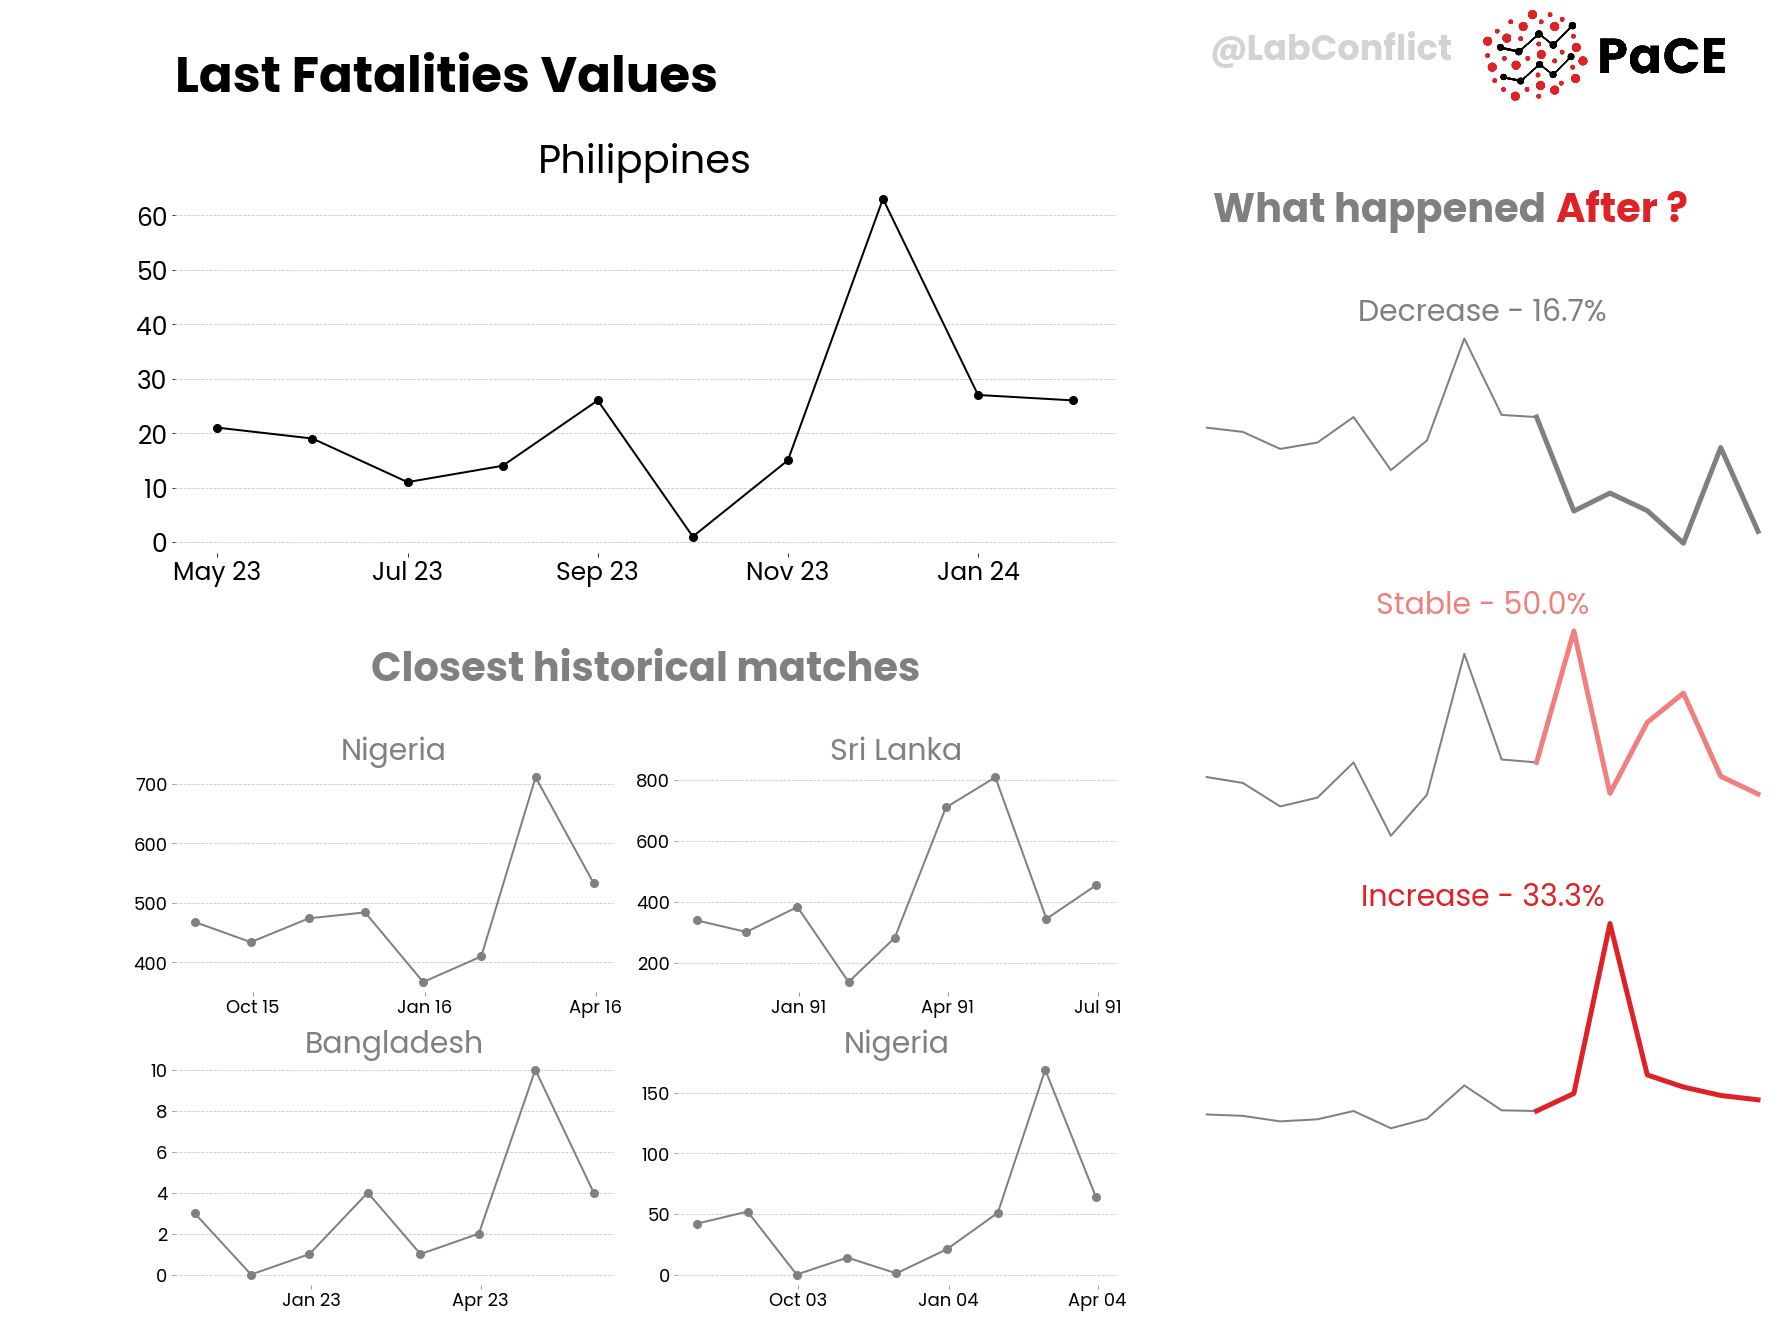 @LabConflict
PaCE
Last Fatalities Values
Philippines
60
50
40
30
20
10
0
May 23 Jul 23 Sep 23 Nov 23 Jan 24
What happened After ?
Decrease - 16.7%
Stable - 50.0%
Increase - 33.3%
Closest historical matches
Nigeria
700
600
500
400
Oct 15 Jan 16 Apr 16
Sri Lanka
800
600
400
200
Jan 91 Apr 91 Jul 91
Bangladesh
10
8
6
4
2
0
Jan 23 Apr 23
Nigeria
150
100
50
0
Oct 03 Jan 04 Apr 04